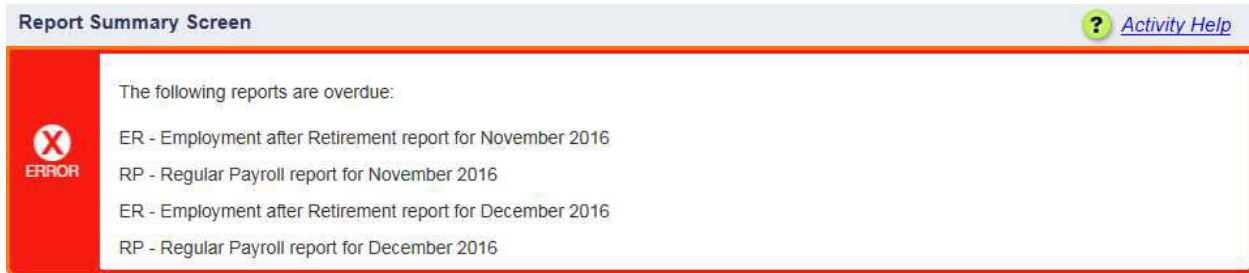 Report Summary Screen
? Activity Help
The following reports are overdue:
X
ERROR
ER - Employment after Retirement report for November 2016
RP - Regular Payroll report for November 2016
ER - Employment after Retirement report for December 2016
RP - Regular Payroll report for December 2016